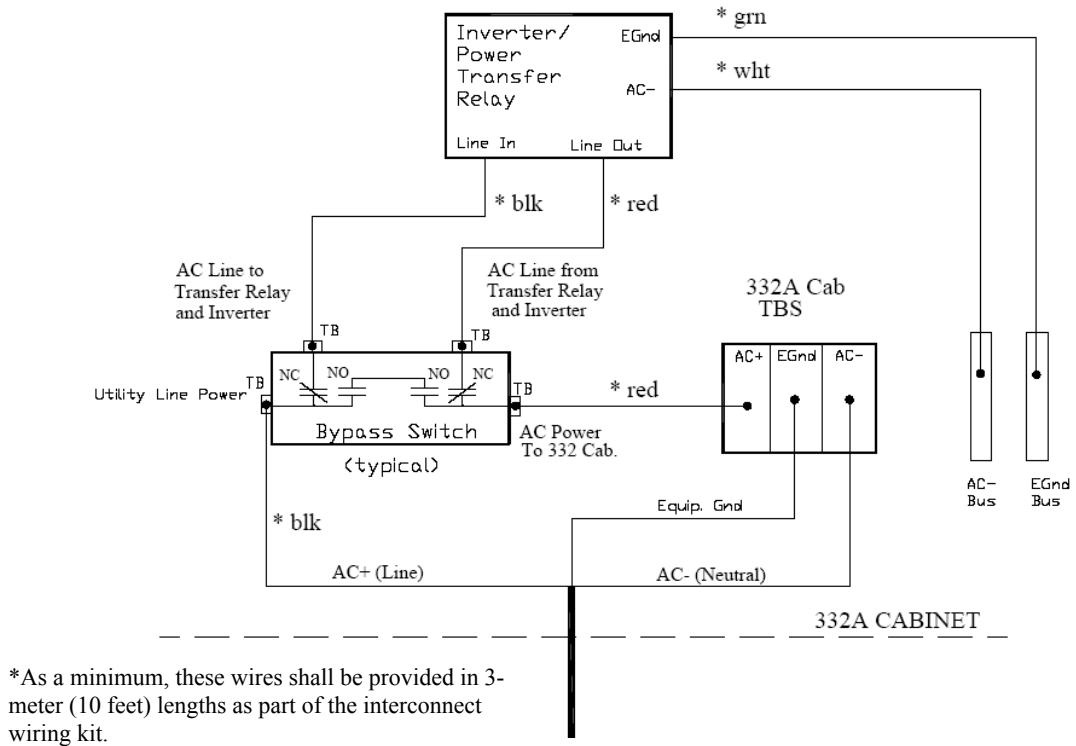 * grn
Inverter/
Power
Transfer
Relay
EGnd
* wht
AC-
Line In
Line Out
* blk
* red
AC Line to
Transfer Relay
and Inverter
AC Line from
Transfer Relay
and Inverter
332A Cab
TBS
TB
TB
AC+
EGnd
AC-
NC
NO
NO
NC
Utility Line Power
TB
TB
* red
Bypass Switch
(typical)
AC Power
To 332 Cab.
AC-
Bus
EGnd
Bus
Equip. Gnd
* blk
AC+ (Line)
AC- (Neutral)
332A CABINET
*As a minimum, these wires shall be provided in 3-
meter (10 feet) lengths as part of the interconnect
wiring kit.